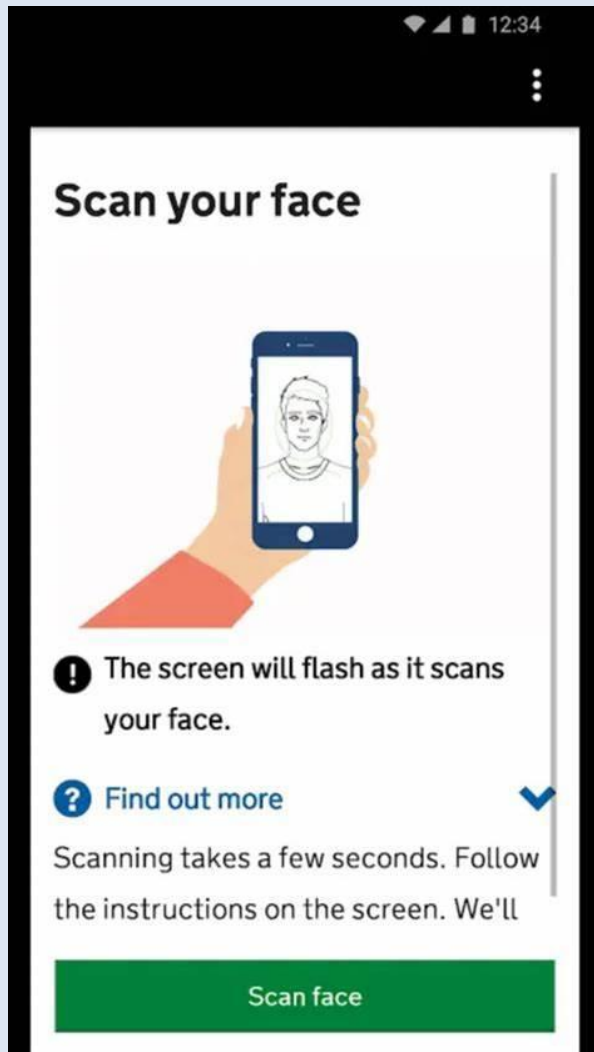 12:34
Scan your face
! The screen will flash as it scans
your face.
? Find out more
Scanning takes a few seconds. Follow
the instructions on the screen. We'll
Scan face